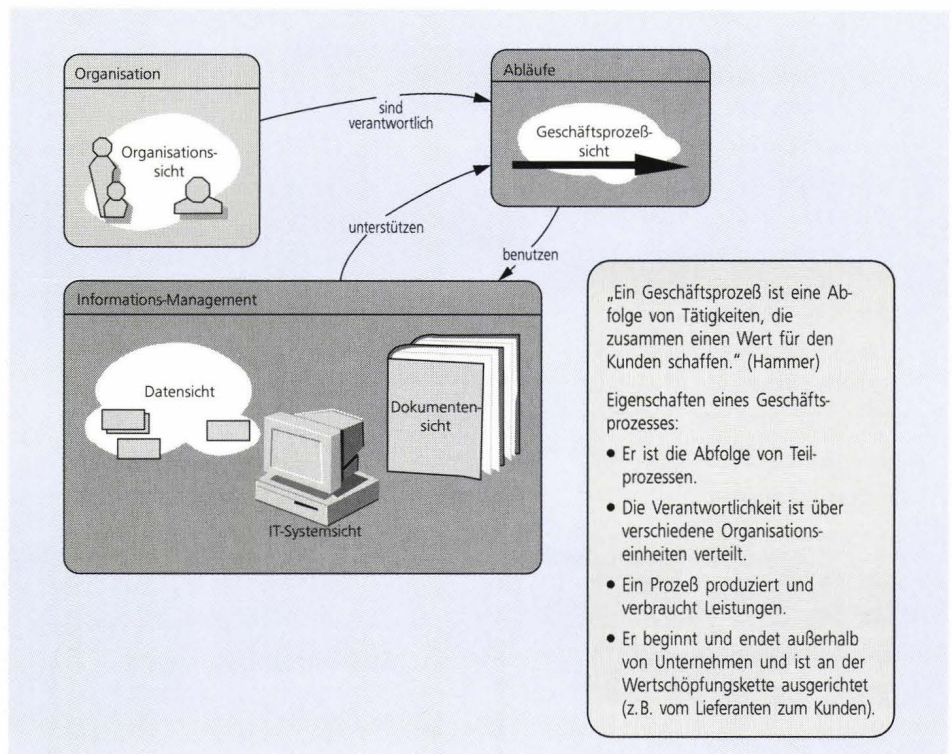 Organisation
Organisations-
sicht
sind
verantwortlich
Abläufe
Geschäftsprozeß-
sicht
unterstützen
benutzen
Informations-Management
Datensicht
IT-Systemsicht
Dokumenten-
sicht
„Ein Geschäftsprozeß ist eine Ab-
folge von Tätigkeiten, die
zusammen einen Wert für den
Kunden schaffen.“ (Hammer)
Eigenschaften eines Geschäfts-
prozesses:
• Er ist die Abfolge von Teil-
prozessen.
• Die Verantwortlichkeit ist über
verschiedene Organisations-
einheiten verteilt.
• Ein Prozeß produziert und
verbraucht Leistungen.
• Er beginnt und endet außerhalb
von Unternehmen und ist an der
Wertschöpfungskette ausgerichtet
(z.B. vom Lieferanten zum Kunden).